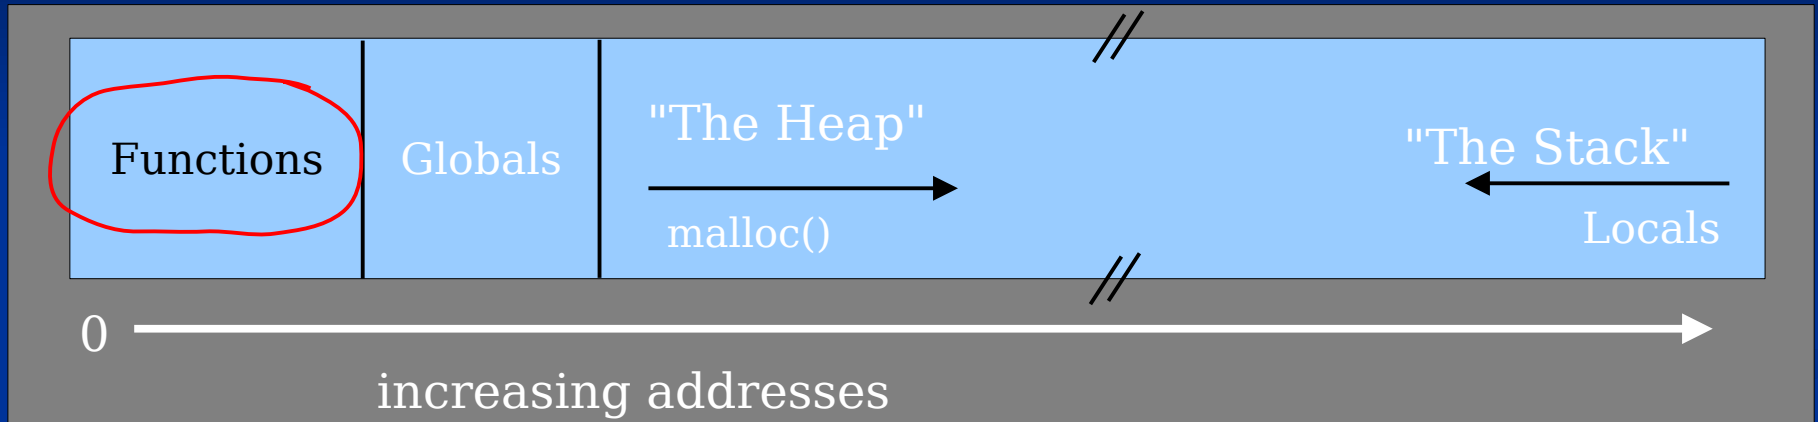 Functions
Globals
"The Heap"
malloc()
"The Stack"
Locals
0
increasing addresses